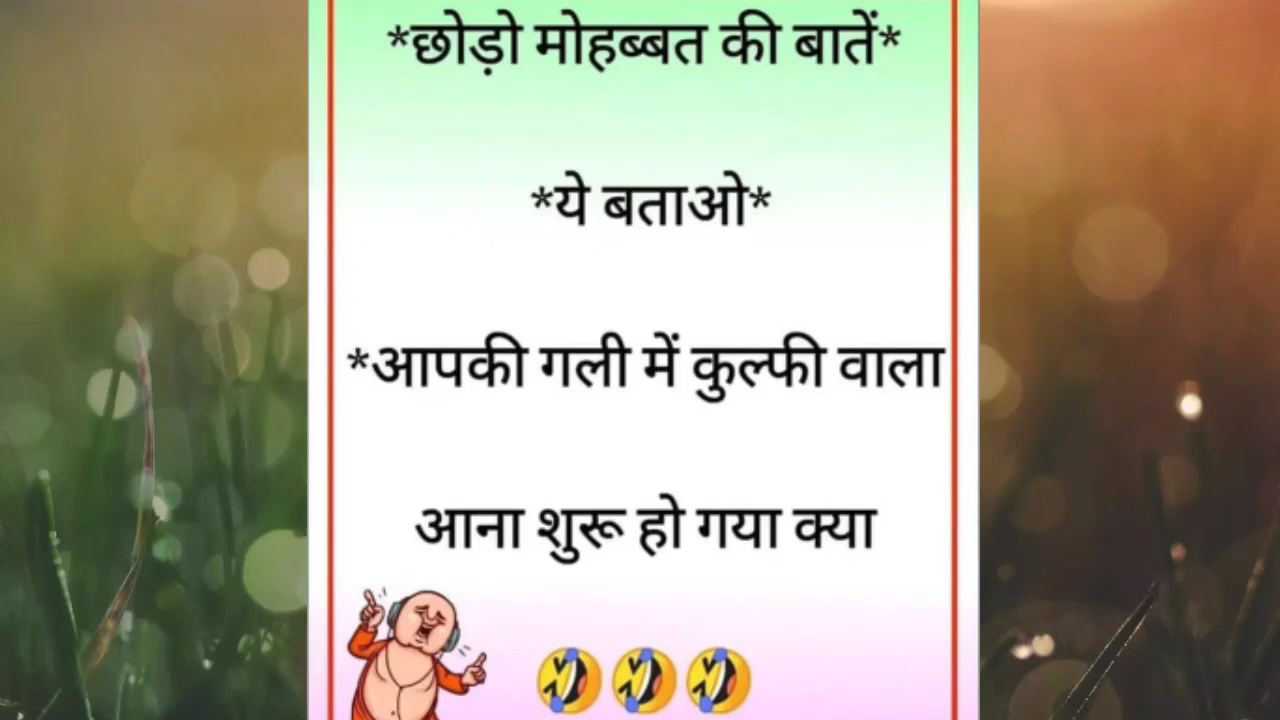 *छोड़ो मोहब्बत की बातें*
*ये बताओ*
*आपकी गली में कुल्फी वाला
आना शुरू हो गया क्या